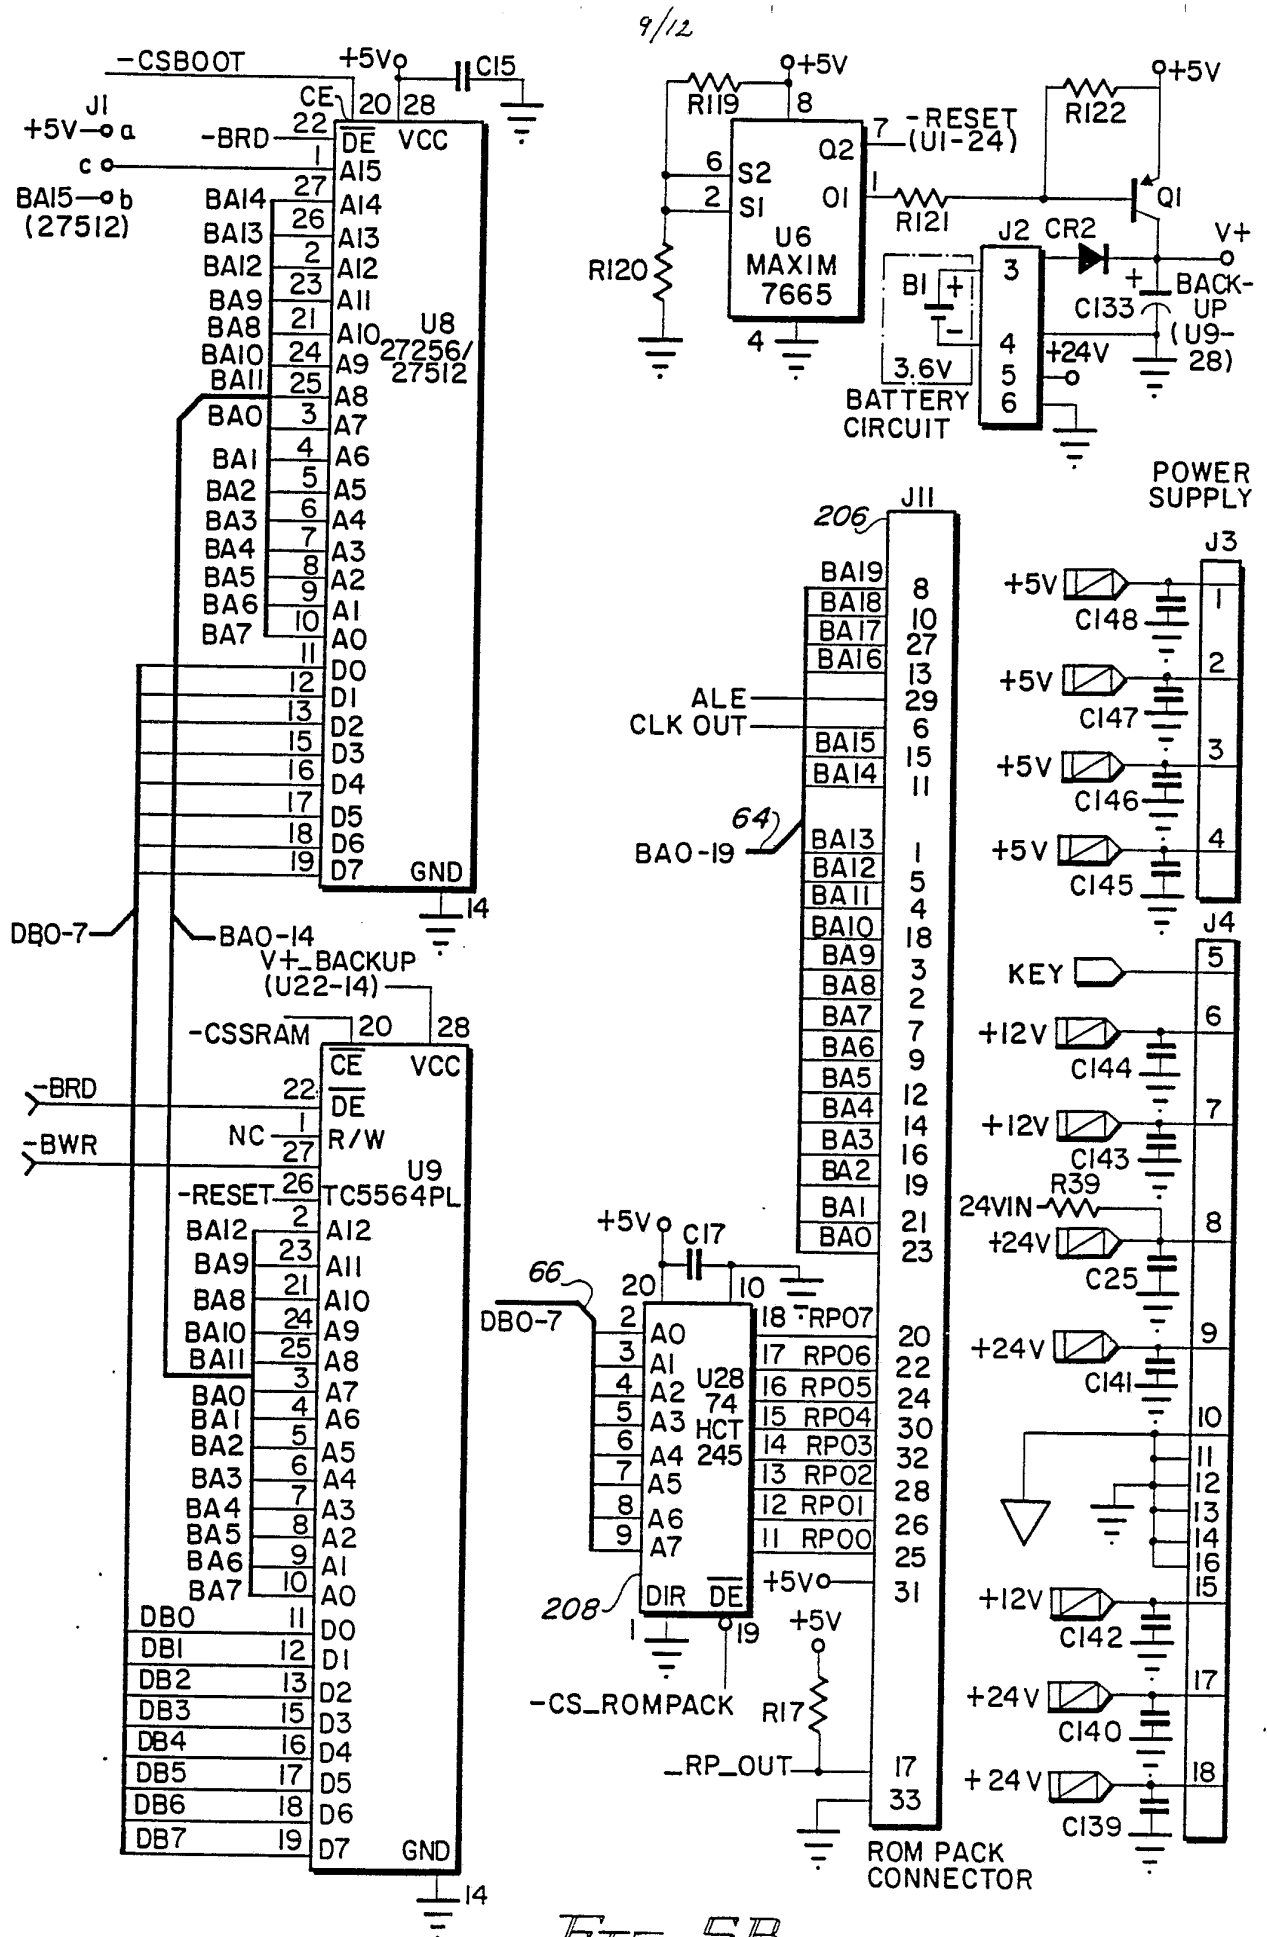 9/12
-CSBOOT
+5V
C15
CE
20 28
J1
+5V a
c
BA15 b
(27512)
-BRD 22 DE VCC
1 A15
BA14 27 A14
BA13 26 A13
BA12 2 A12
BA9 23 A11
BA8 21 A10
BA10 24 A9
BA11 25 A8
BA0 3 A7
BA1 4 A6
BA2 5 A5
BA3 6 A4
BA4 7 A3
BA5 8 A2
BA6 9 A1
BA7 10 A0
U8
27256/
27512
11 D0
12 D1
13 D2
15 D3
16 D4
17 D5
18 D6
19 D7
GND
14
DB0-7
BA0-14
V+_BACKUP
(U22-14)
-CSSRAM
20 28
CE VCC
-BRD 22 DE
NC 1 R/W
-BWR 27
U9
-RESET 26 TC5564PL
BA12 2 A12
BA9 23 A11
BA8 21 A10
BA10 24 A9
BA11 25 A8
BA0 3 A7
BA1 4 A6
BA2 5 A5
BA3 6 A4
BA4 7 A3
BA5 8 A2
BA6 9 A1
BA7 10 A0
DB0 11 D0
DB1 12 D1
DB2 13 D2
DB3 15 D3
DB4 16 D4
DB5 17 D5
DB6 18 D6
DB7 19 D7
GND
14
R119
+5V
8
6 S2
2 S1
O2 7
-RESET
(U1-24)
O1 1
R121
U6
MAXIM
7665
R120
4
+5V
R122
Q1
J2
CR2
V+
B1
+
-
3.6V
BATTERY
CIRCUIT
3
4
5
6
+24V
+
C133
BACK-
UP
(U9-
28)
J11
206
BA19 8
BA18 10
BA17 27
BA16 13
ALE 29
CLK OUT 6
BA15 15
BA14 11
64
BA0-19
BA13 1
BA12 5
BA11 4
BA10 18
BA9 3
BA8 2
BA7 7
BA6 9
BA5 12
BA4 14
BA3 16
BA2 19
BA1 21
BA0 23
+5V
C17
20 10
66
DB0-7
2 A0
3 A1
4 A2
5 A3
6 A4
7 A5
8 A6
9 A7
U28
74
HCT
245
18 RP07 20
17 RP06 22
16 RP05 24
15 RP04 30
14 RP03 32
13 RP02 28
12 RP01 26
11 RP00 25
DIR DE
208
1
19
-CS_ROMPACK
+5V 31
+5V
R17
_RP_OUT 17
33
ROM PACK
CONNECTOR
POWER
SUPPLY
J3
+5V C148 1
+5V C147 2
+5V C146 3
+5V C145 4
J4
KEY 5
+12V C144 6
+12V C143 7
24VIN R39
+24V C25 8
+24V C141 9
10
11
12
13
14
16
15
+12V C142
+24V C140 17
+24V C139 18
FIG. 5B